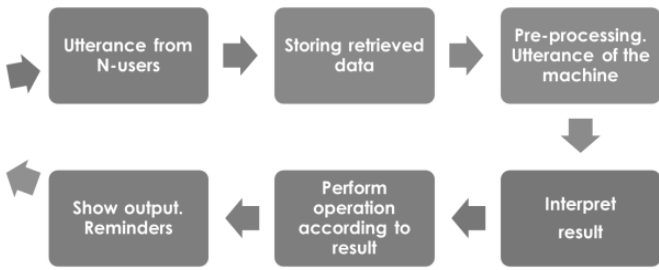 Utterance from
N-users
Storing retrieved
data
Pre-processing.
Utterance of the
machine
Interpret
result
Perform
operation
according to
result
Show output.
Reminders